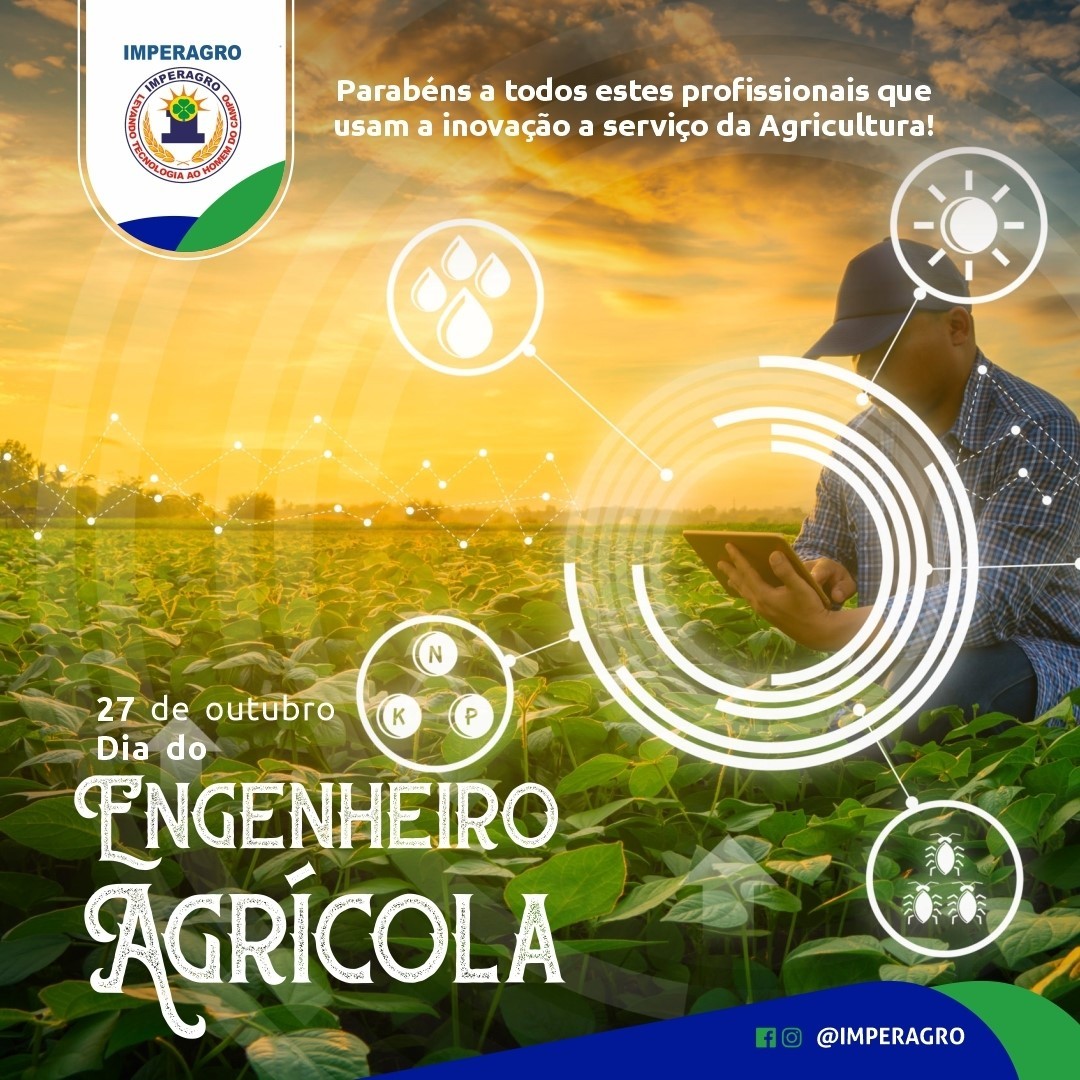 IMPERAGRO
IMPERAGRO
LEVANDO TECNOLOGIA AO HOMEM DO CAMPO
Parabéns a todos estes profissionais que
usam a inovação a serviço da Agricultura!
N
K P
27 de outubro
Dia do
ENGENHEIRO
AGRÍCOLA
@IMPERAGRO